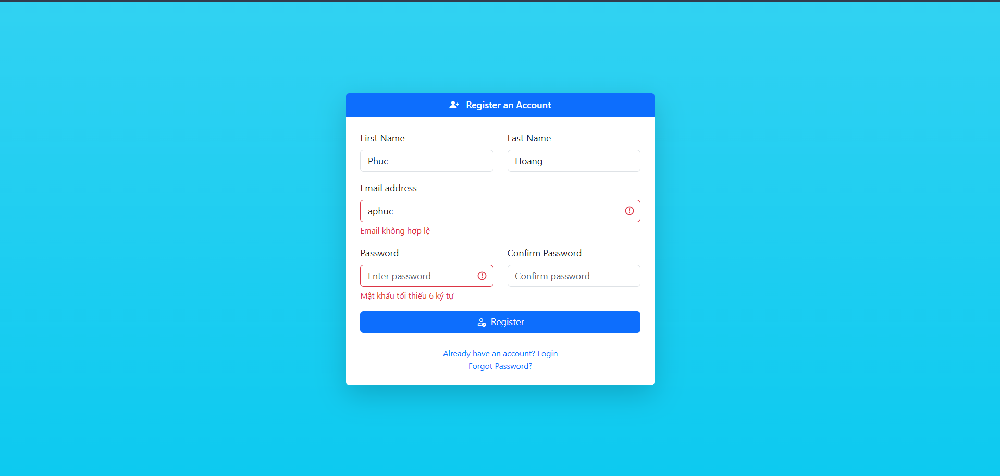 Register an Account
First Name Last Name
Phuc Hoang
Email address
aphuc
Email không hợp lệ
Password Confirm Password
Enter password Confirm password
Mật khẩu tối thiểu 6 ký tự
Register
Already have an account? Login
Forgot Password?